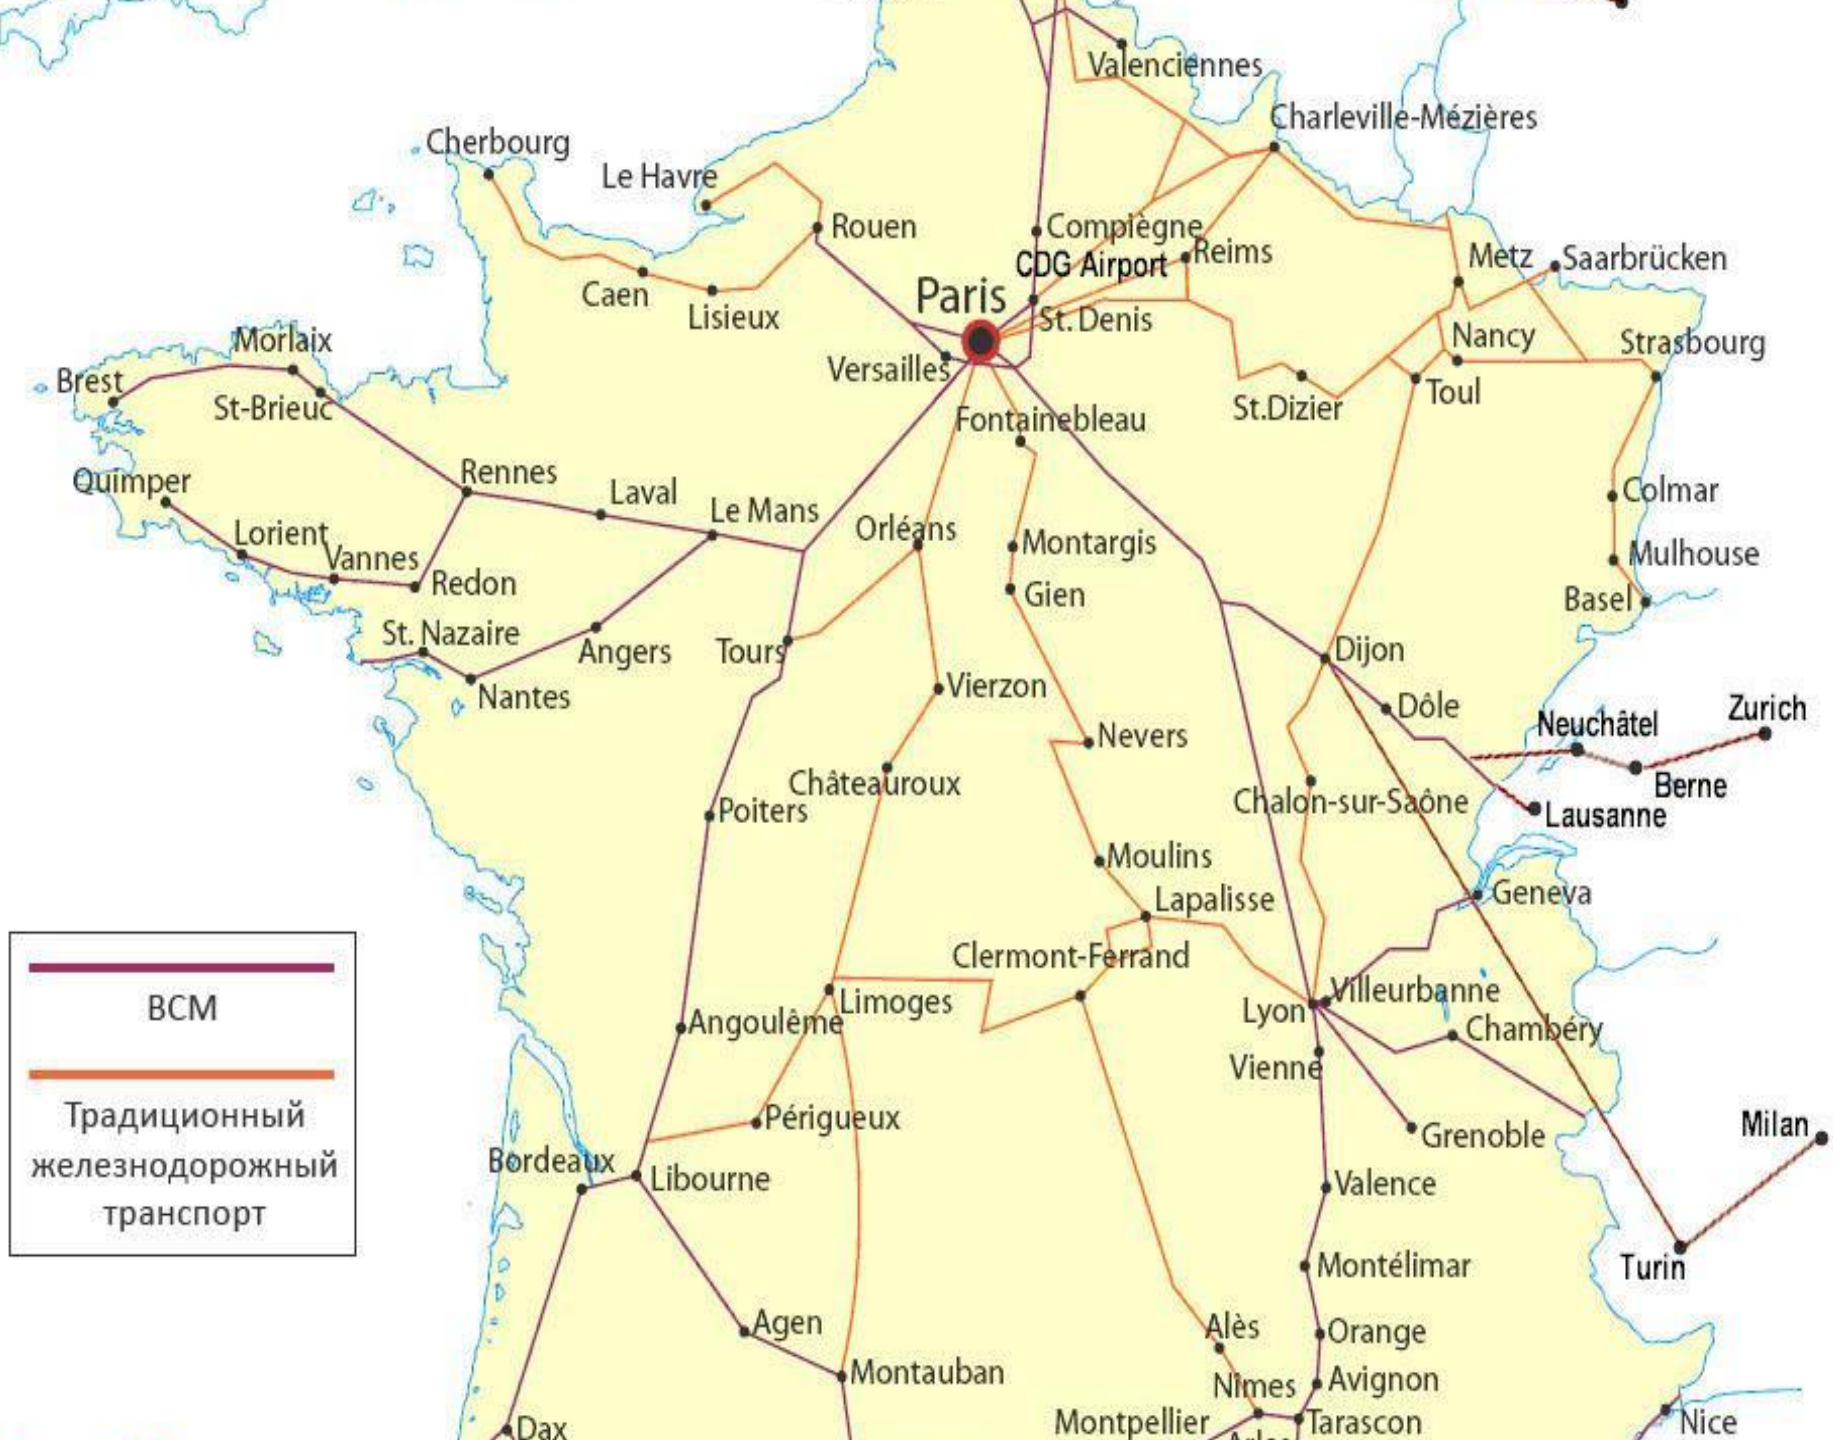 Valenciennes
Charleville-Mézières
Cherbourg
Le Havre
Rouen
Compiègne
CDG Airport
Reims
Metz
Saarbrücken
Caen
Lisieux
Paris
St. Denis
Nancy
Strasbourg
Morlaix
Brest
St-Brieuc
Versailles
Fontainebleau
St.Dizier
Toul
Quimper
Rennes
Laval
Le Mans
Orléans
Montargis
Colmar
Lorient
Vannes
Redon
Gien
Mulhouse
Basel
St. Nazaire
Angers
Tours
Dijon
Nantes
Vierzon
Dôle
Neuchâtel
Zurich
Nevers
Châteauroux
Berne
Poiters
Chalon-sur-Saône
Lausanne
Moulins
Lapalisse
Geneva
Clermont-Ferrand
Limoges
Villeurbanne
Lyon
Angoulême
Chambéry
Vienne
Périgueux
Grenoble
Milan
Bordeaux
Libourne
Valence
Montélimar
Turin
Agen
Alès
Orange
Montauban
Nîmes
Avignon
Montpellier
Tarascon
Nice
Dax
ВСМ
Традиционный
железнодорожный
транспорт